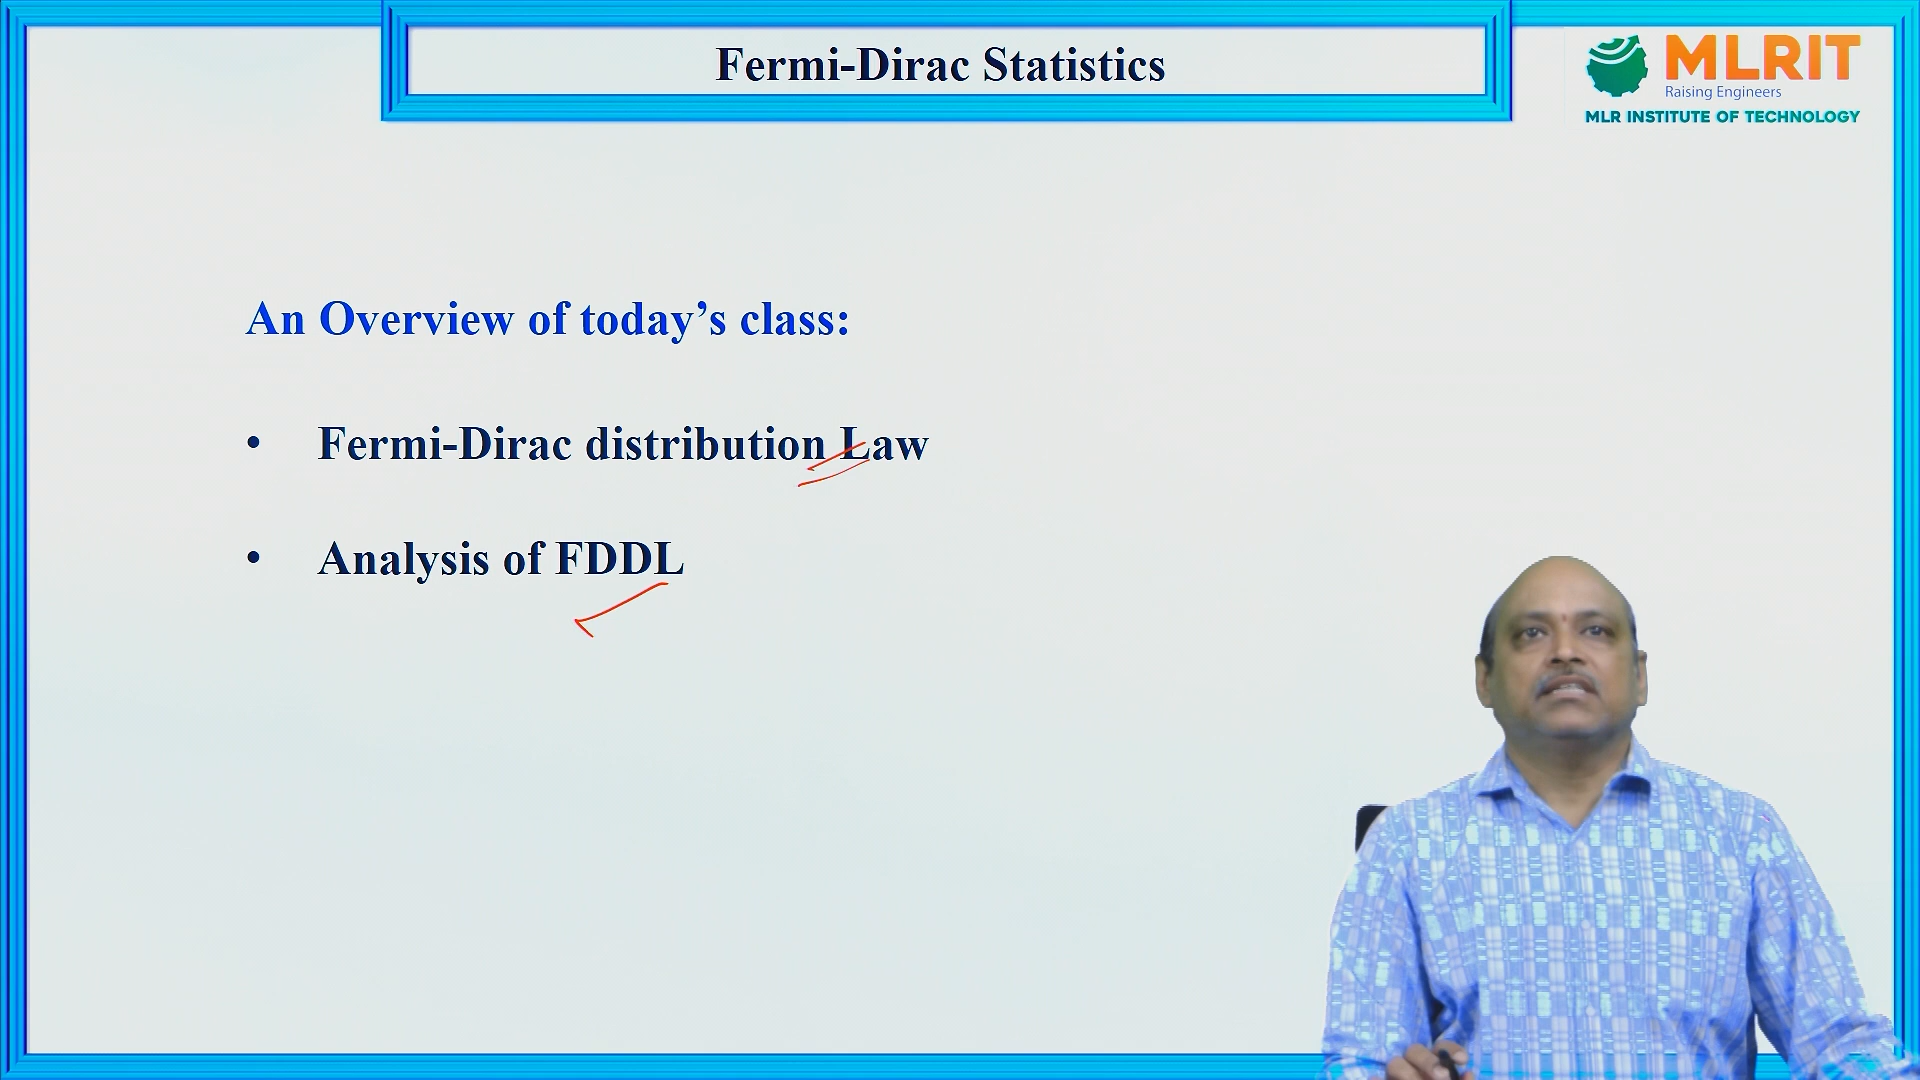 Fermi-Dirac Statistics
MLRIT
Raising Engineers
MLR INSTITUTE OF TECHNOLOGY
An Overview of today’s class:
• Fermi-Dirac distribution Law
• Analysis of FDDL